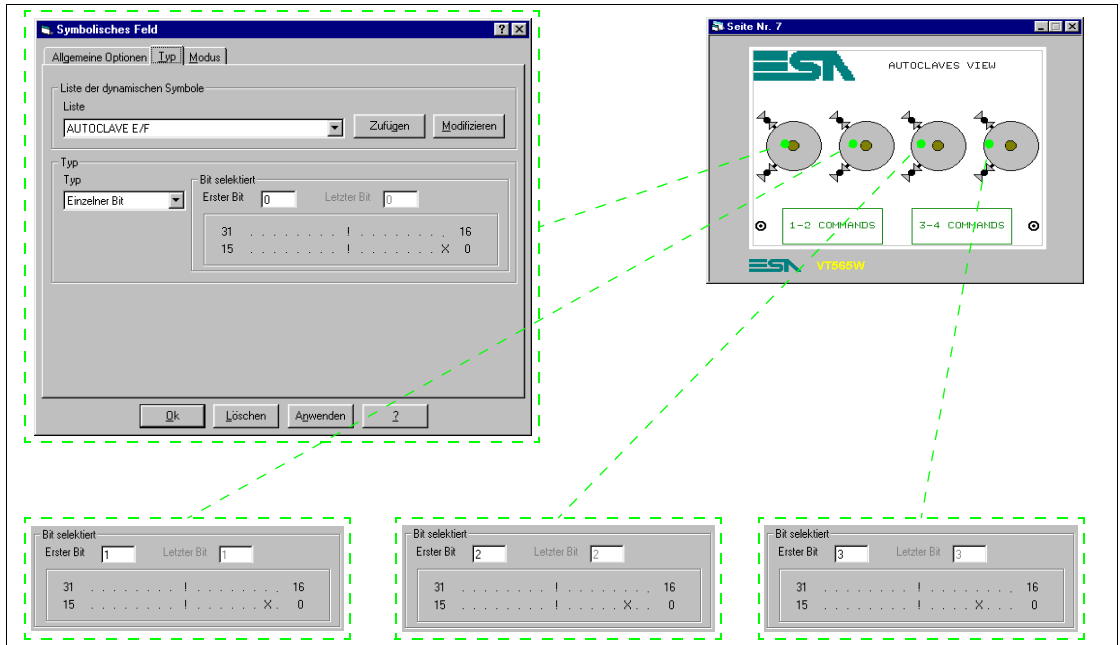 Symbolisches Feld
Allgemeine Optionen Typ Modus
Liste der dynamischen Symbole
Liste
AUTOCLAVE E/F Zufügen Modifizieren
Typ
Typ
Einzelner Bit
Bit selektiert
Erster Bit 0 Letzter Bit 0
31 . . . . . . . ! . . . . . . . 16
15 . . . . . . . ! . . . . . . . X 0
Ok Löschen Anwenden ?
Seite Nr. 7
ESA AUTOCLAVES VIEW
1-2 COMMANDS 3-4 COMMANDS
ESA VT565W
Bit selektiert
Erster Bit 1 Letzter Bit 1
31 . . . . . . . ! . . . . . . . 16
15 . . . . . . . ! . . . . . . X . 0
Bit selektiert
Erster Bit 2 Letzter Bit 2
31 . . . . . . . ! . . . . . . . 16
15 . . . . . . . ! . . . . . X . . 0
Bit selektiert
Erster Bit 3 Letzter Bit 3
31 . . . . . . . ! . . . . . . . 16
15 . . . . . . . ! . . . . X . . . 0